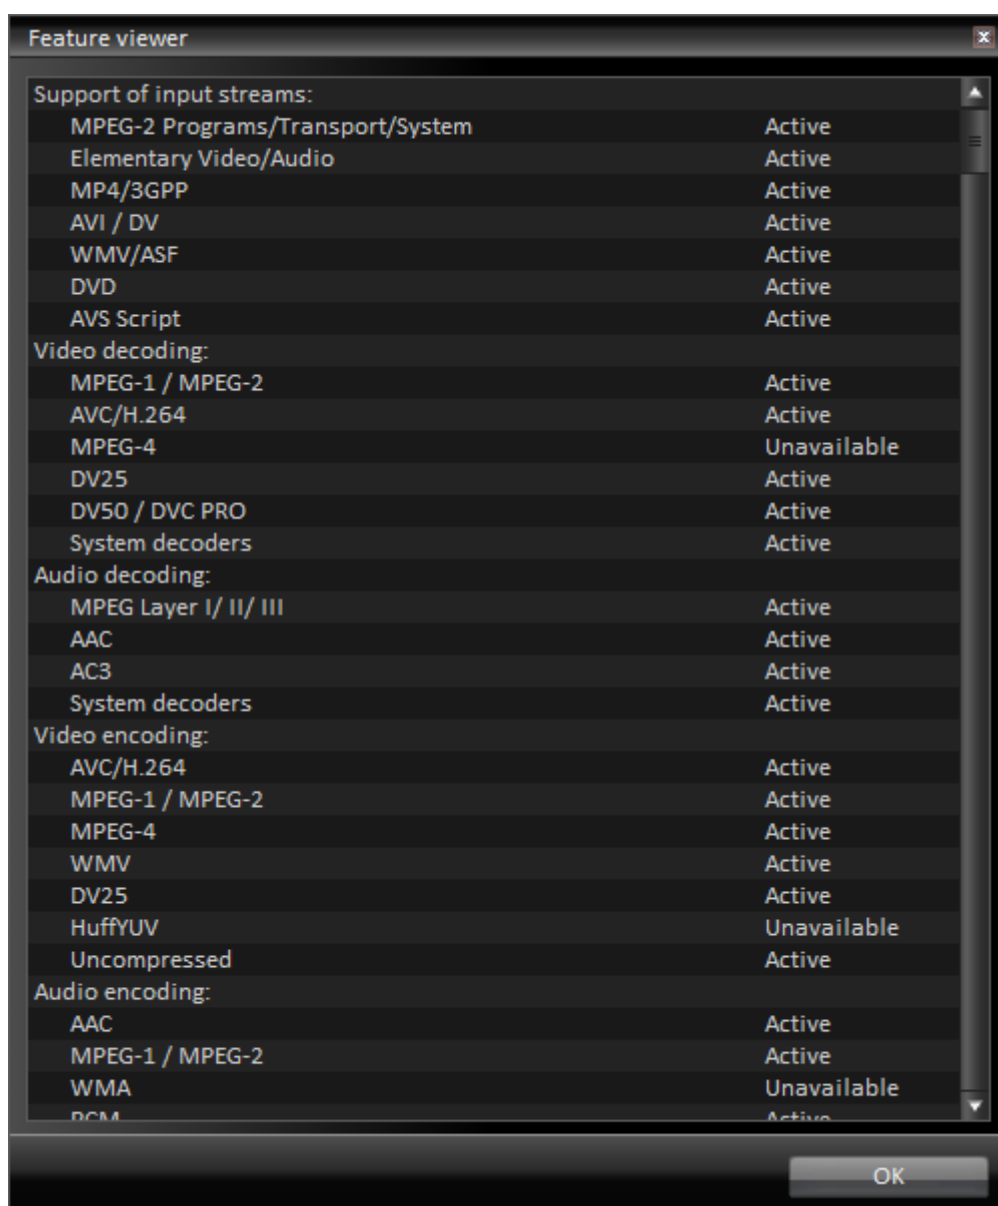 Feature viewer
Support of input streams:
MPEG-2 Programs/Transport/System Active
Elementary Video/Audio Active
MP4/3GPP Active
AVI / DV Active
WMV/ASF Active
DVD Active
AVS Script Active
Video decoding:
MPEG-1 / MPEG-2 Active
AVC/H.264 Active
MPEG-4 Unavailable
DV25 Active
DV50 / DVC PRO Active
System decoders Active
Audio decoding:
MPEG Layer I/ II/ III Active
AAC Active
AC3 Active
System decoders Active
Video encoding:
AVC/H.264 Active
MPEG-1 / MPEG-2 Active
MPEG-4 Active
WMV Active
DV25 Active
HuffYUV Unavailable
Uncompressed Active
Audio encoding:
AAC Active
MPEG-1 / MPEG-2 Active
WMA Unavailable
PCM Active
OK